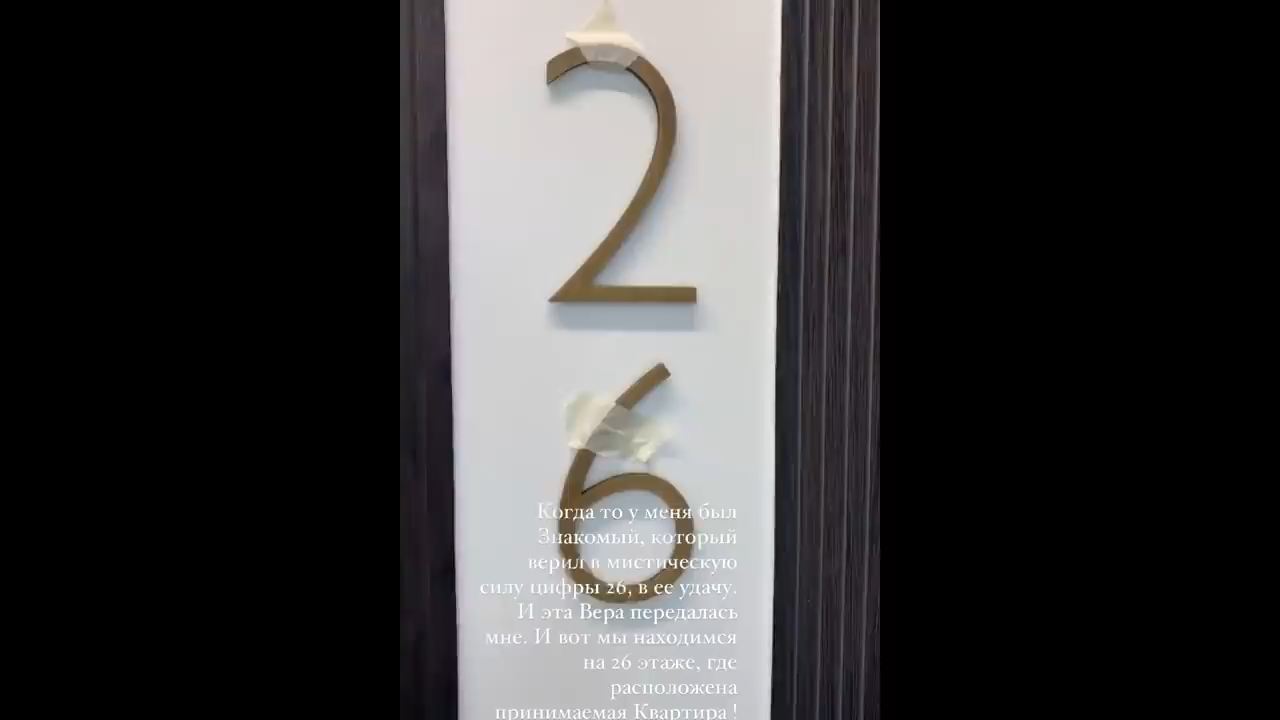 2
6
Когда то у меня был
Знакомый, который
верил в мистическую
силу цифры 26, в ее удачу.
И эта Вера передалась
мне. И вот мы находимся
на 26 этаже, где
расположена
принимаемая Квартира !